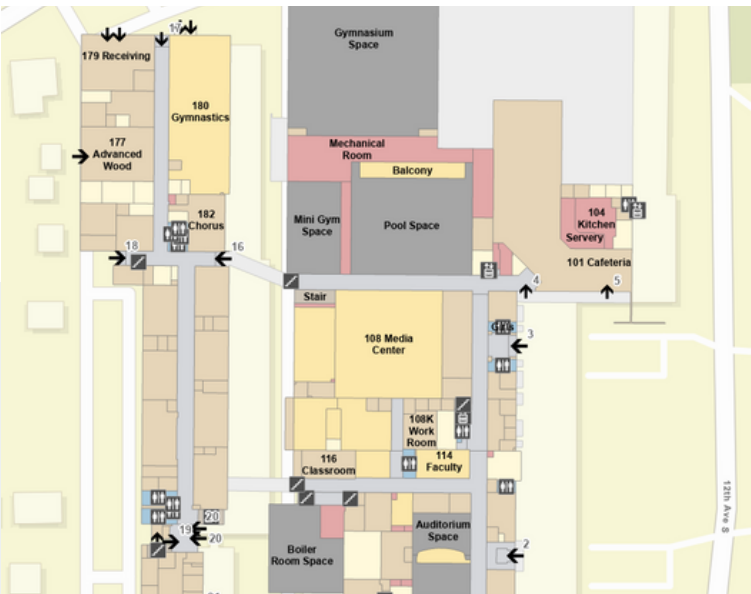 17
179 Receiving
180
Gymnastics
177
Advanced
Wood
182
Chorus
18
16
Gymnasium
Space
Mechanical
Room
Balcony
Mini Gym
Space
Pool Space
104
Kitchen
Servery
101 Cafeteria
4
5
Stair
108 Media
Center
Girls
3
108K
Work
Room
116
Classroom
114
Faculty
12th Ave S
20
19
20
Boiler
Room Space
Auditorium
Space
2